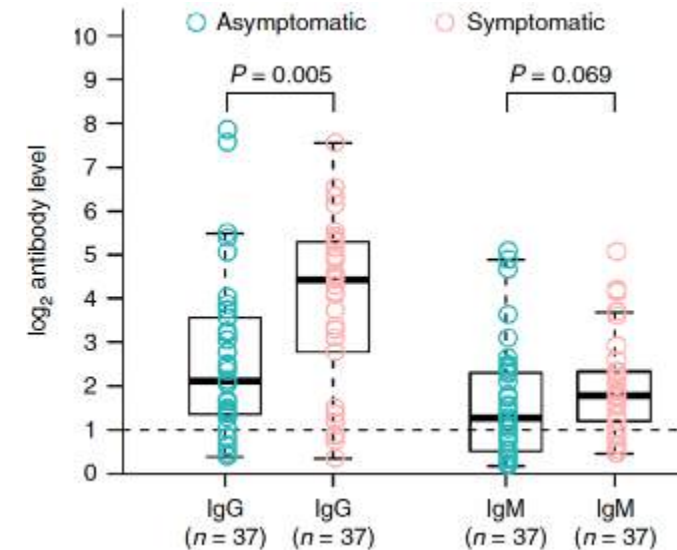 Asymptomatic Symptomatic
P = 0.005 P = 0.069
log2 antibody level
10
9
8
7
6
5
4
3
2
1
0
IgG IgG IgM IgM
(n = 37) (n = 37) (n = 37) (n = 37)